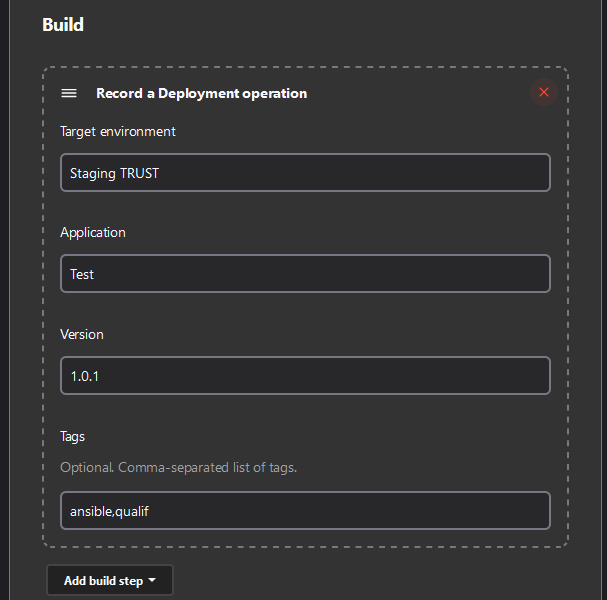 Build
Record a Deployment operation
Target environment
Staging TRUST
Application
Test
Version
1.0.1
Tags
Optional. Comma-separated list of tags.
ansible,qualif
Add build step